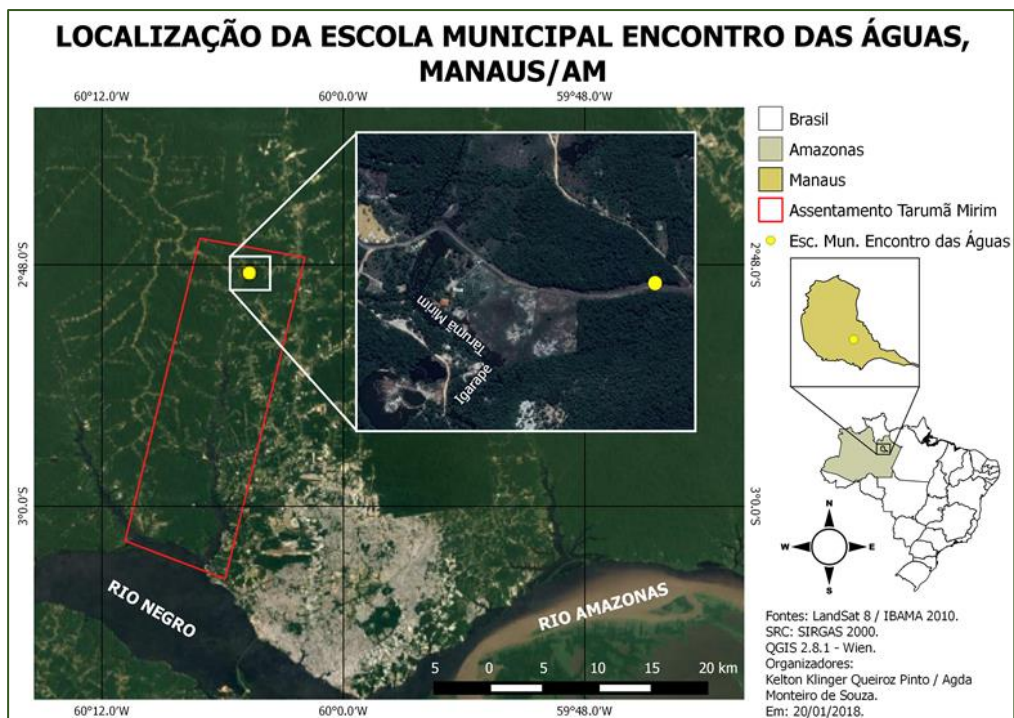 LOCALIZAÇÃO DA ESCOLA MUNICIPAL ENCONTRO DAS ÁGUAS,
MANAUS/AM
60°12.0'W 60°0.0'W 59°48.0'W
2°48.0'S
3°0.0'S
Tarumã Mirim
Igarape
RIO NEGRO
RIO AMAZONAS
5 0 5 10 15 20 km
60°12.0'W 60°0.0'W 59°48.0'W
2°48.0'S
3°0.0'S
Brasil
Amazonas
Manaus
Assentamento Tarumã Mirim
Esc. Mun. Encontro das Águas
N
W E
S
Fontes: LandSat 8 / IBAMA 2010.
SRC: SIRGAS 2000.
QGIS 2.8.1 - Wien.
Organizadores:
Kelton Klinger Queiroz Pinto / Agda
Monteiro de Souza.
Em: 20/01/2018.